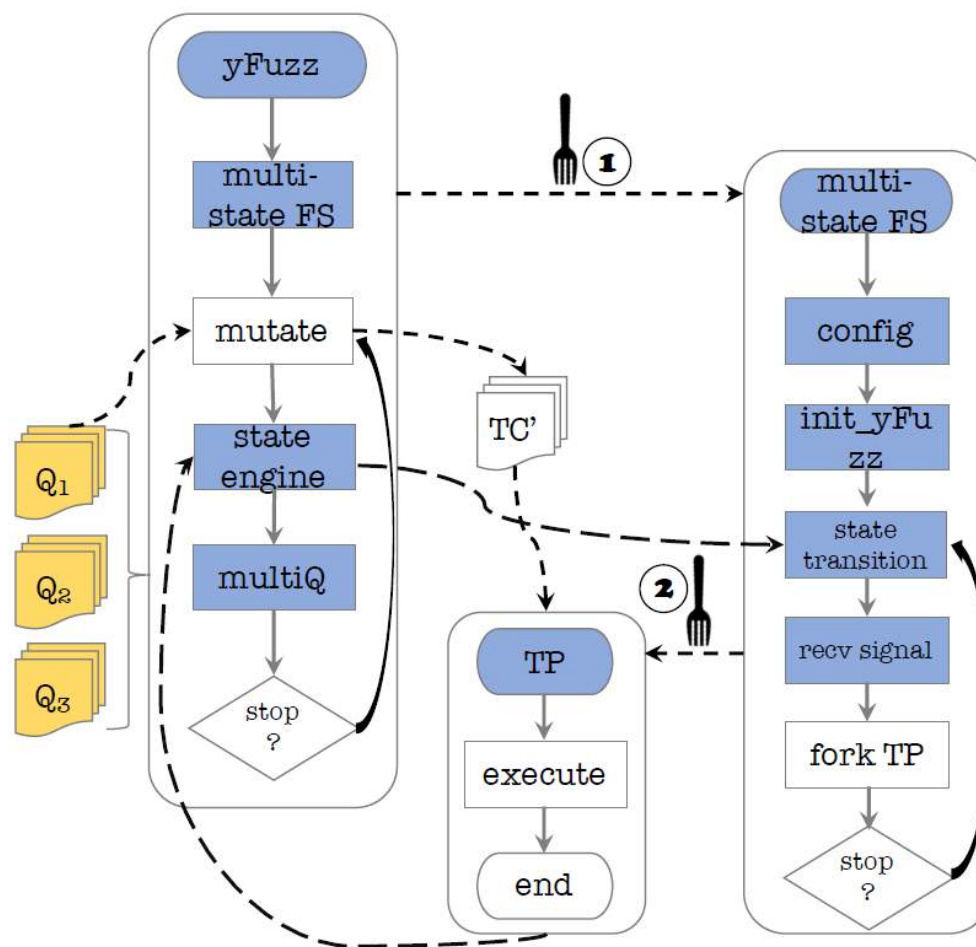 yFuzz
multi-
state FS
mutate
state
engine
multiQ
stop
?
Q1
Q2
Q3
1
TC'
2
TP
execute
end
multi-
state FS
config
init_yFu
zz
state
transition
recv signal
fork TP
stop
?